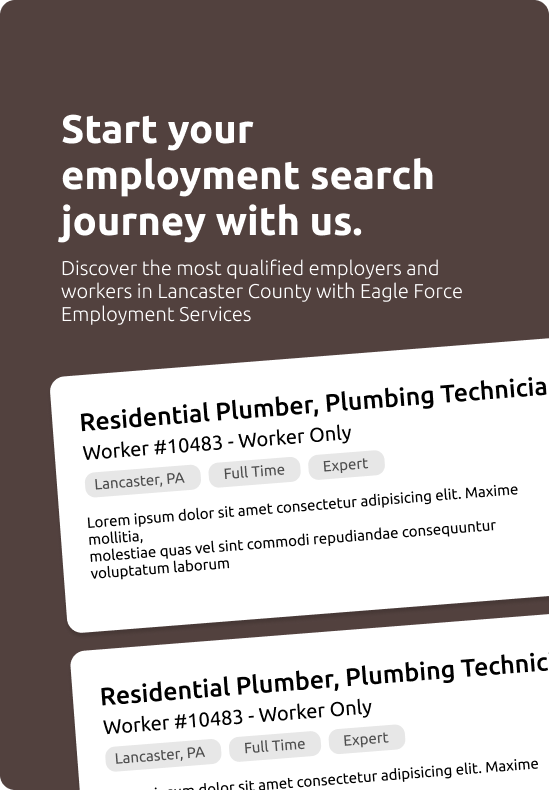 Start your
employment search
journey with us.
Discover the most qualified employers and
workers in Lancaster County with Eagle Force
Employment Services
Residential Plumber, Plumbing Technicia
Worker #10483 - Worker Only
Lancaster, PA Full Time Expert
Lorem ipsum dolor sit amet consectetur adipisicing elit. Maxime
mollitia,
molestiae quas vel sint commodi repudiandae consequuntur
voluptatum laborum
Residential Plumber, Plumbing Technic
Worker #10483 - Worker Only
Lancaster, PA Full Time Expert
dolor sit amet consectetur adipisicing elit. Maxime